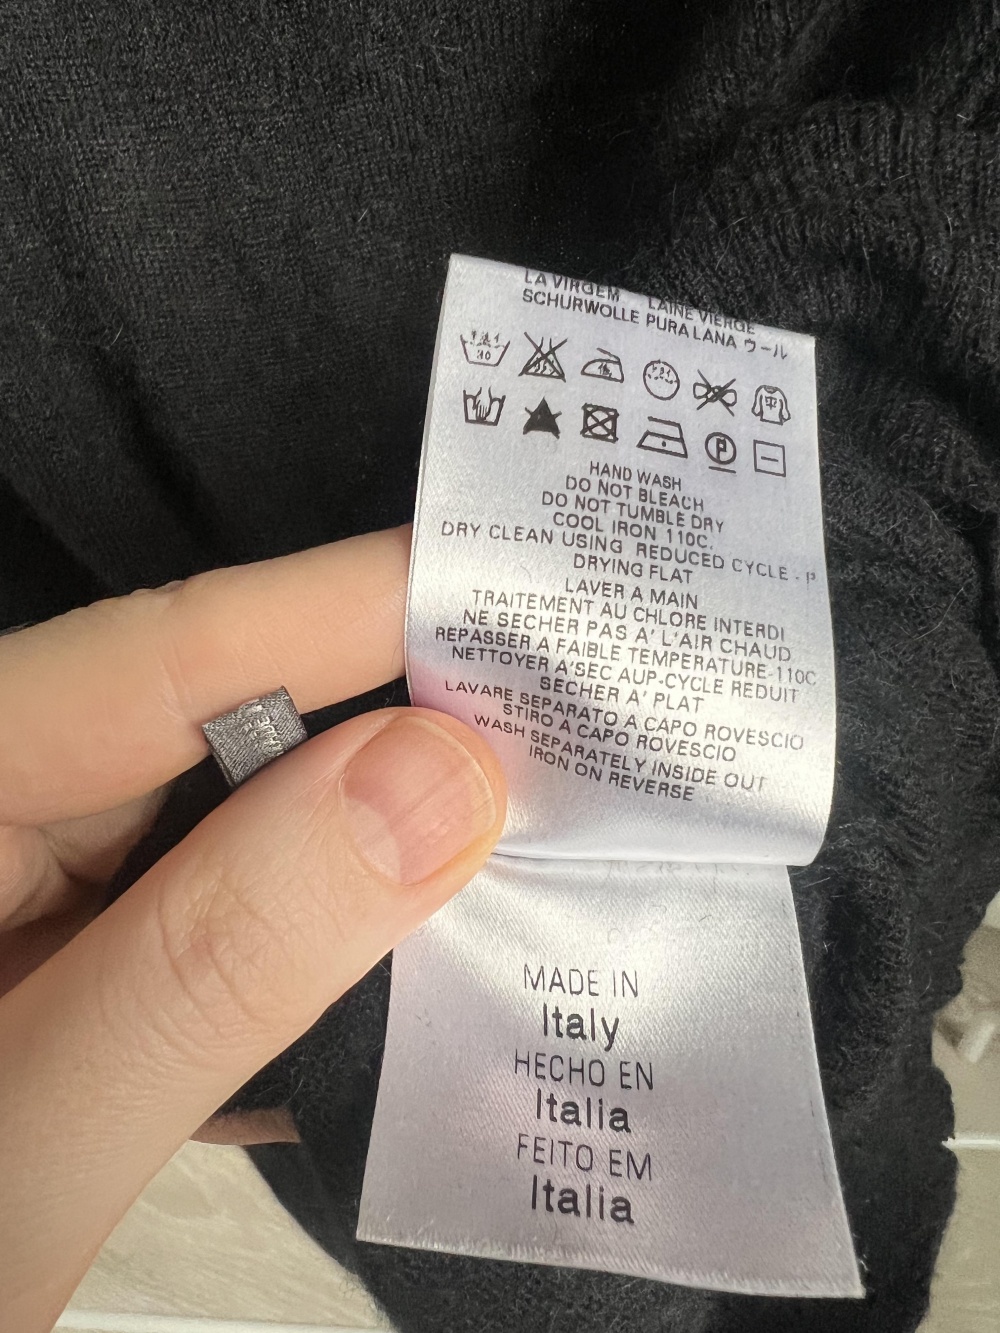 LA VIRGEM LAINE VIERGE
SCHURWOLLE PURA LANA ウール
HAND WASH
DO NOT BLEACH
DO NOT TUMBLE DRY
COOL IRON 110C.
DRY CLEAN USING REDUCED CYCLE - P
DRYING FLAT
LAVER A MAIN
TRAITEMENT AU CHLORE INTERDI
NE SECHER PAS A' L'AIR CHAUD
REPASSER A FAIBLE TEMPERATURE-110C
NETTOYER A'SEC AUP-CYCLE REDUIT
SECHER A' PLAT
LAVARE SEPARATO A CAPO ROVESCIO
STIRO A CAPO ROVESCIO
WASH SEPARATELY INSIDE OUT
IRON ON REVERSE
MADE IN
Italy
HECHO EN
Italia
FEITO EM
Italia